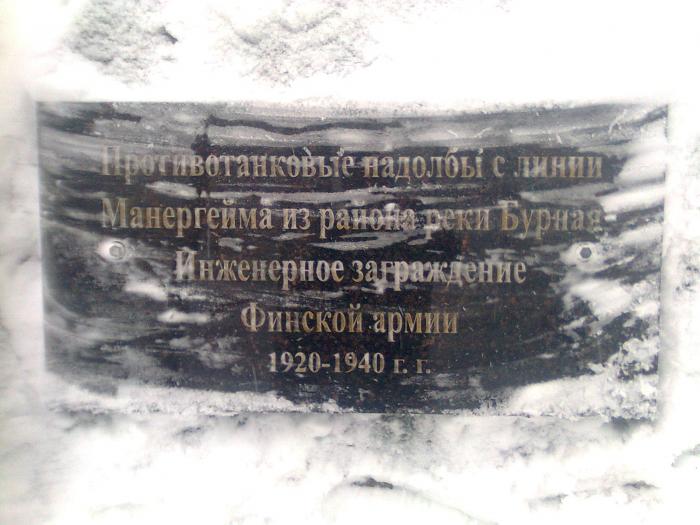 Противотанковые надолбы с линии
Манергейма из района реки Бурная
Инженерное заграждение
Финской армии
1920-1940 г. г.